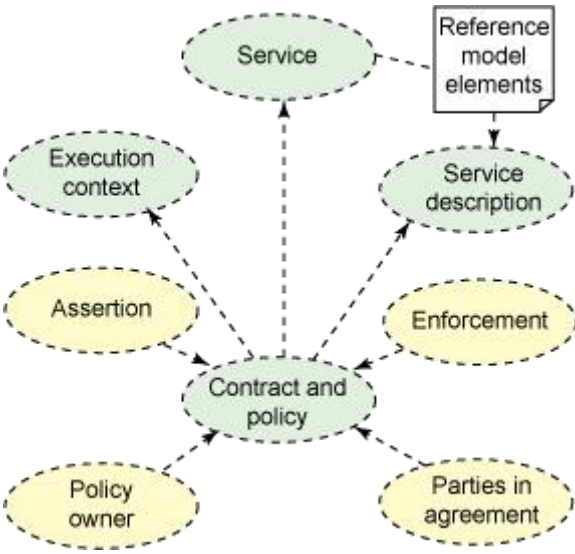 Reference
model
elements
Service
Execution
context
Service
description
Assertion
Enforcement
Contract and
policy
Policy
owner
Parties in
agreement